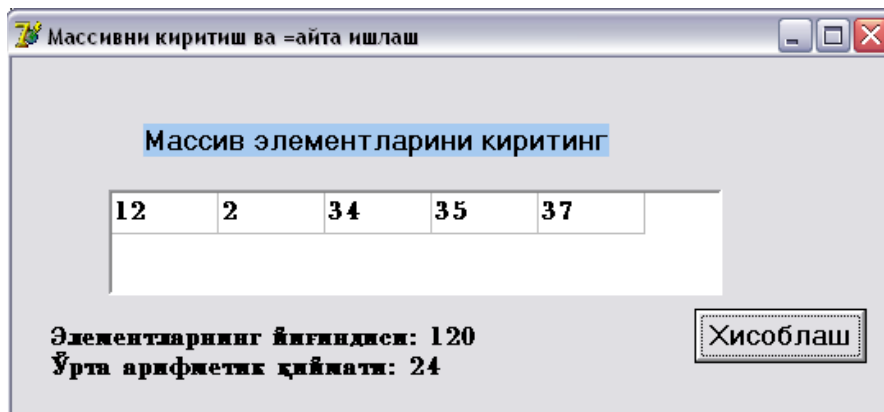 Массивни киритиш ва =айта ишлаш
Массив элементларини киритинг
12 2 34 35 37
Элементларнинг йиғиндиси: 120
Ўрта арифметик қиймати: 24
Хисоблаш